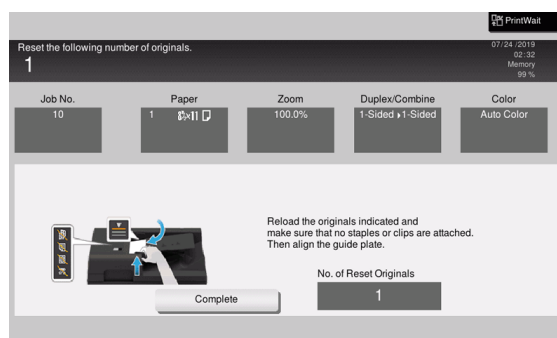 PrintWait
Reset the following number of originals.
1
07/24 /2019
02:32
Memory
99 %
Job No.
10
Paper
1 8½×11
Zoom
100.0%
Duplex/Combine
1-Sided ▸1-Sided
Color
Auto Color
Reload the originals indicated and
make sure that no staples or clips are attached.
Then align the guide plate.
No. of Reset Originals
1
Complete